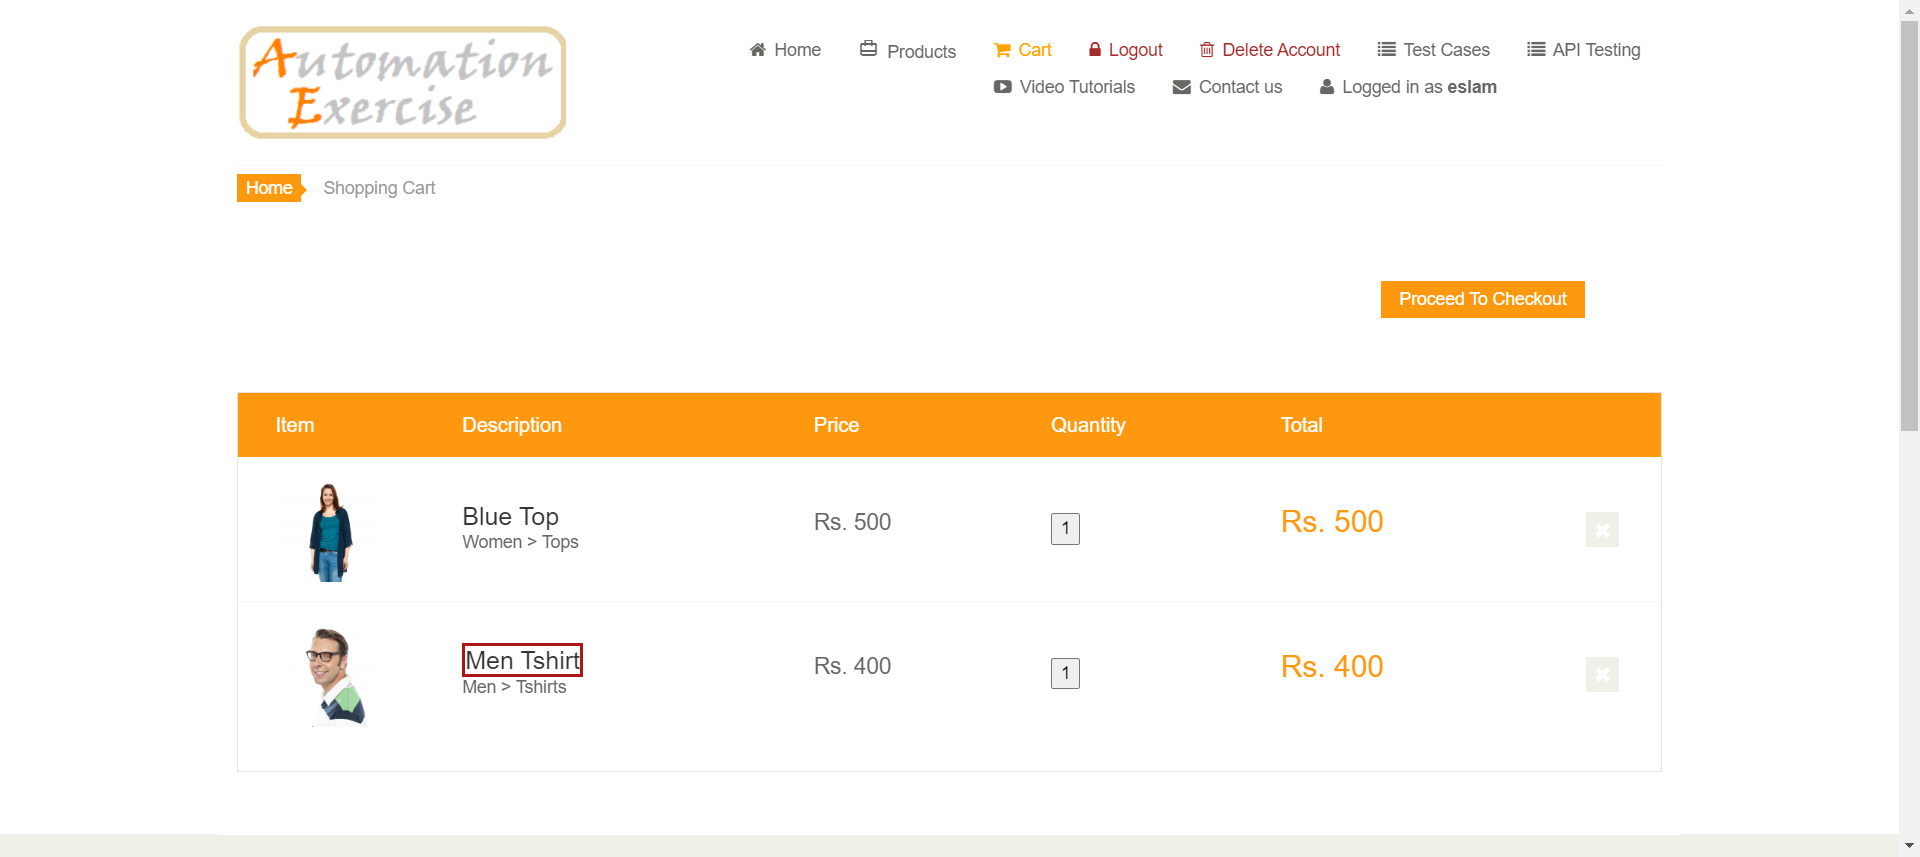 Automation
Exercise
Home Products Cart Logout Delete Account Test Cases API Testing
Video Tutorials Contact us Logged in as eslam
Home Shopping Cart
Proceed To Checkout
Item Description Price Quantity Total
Blue Top
Women > Tops
Rs. 500 1 Rs. 500
Men Tshirt
Men > Tshirts
Rs. 400 1 Rs. 400